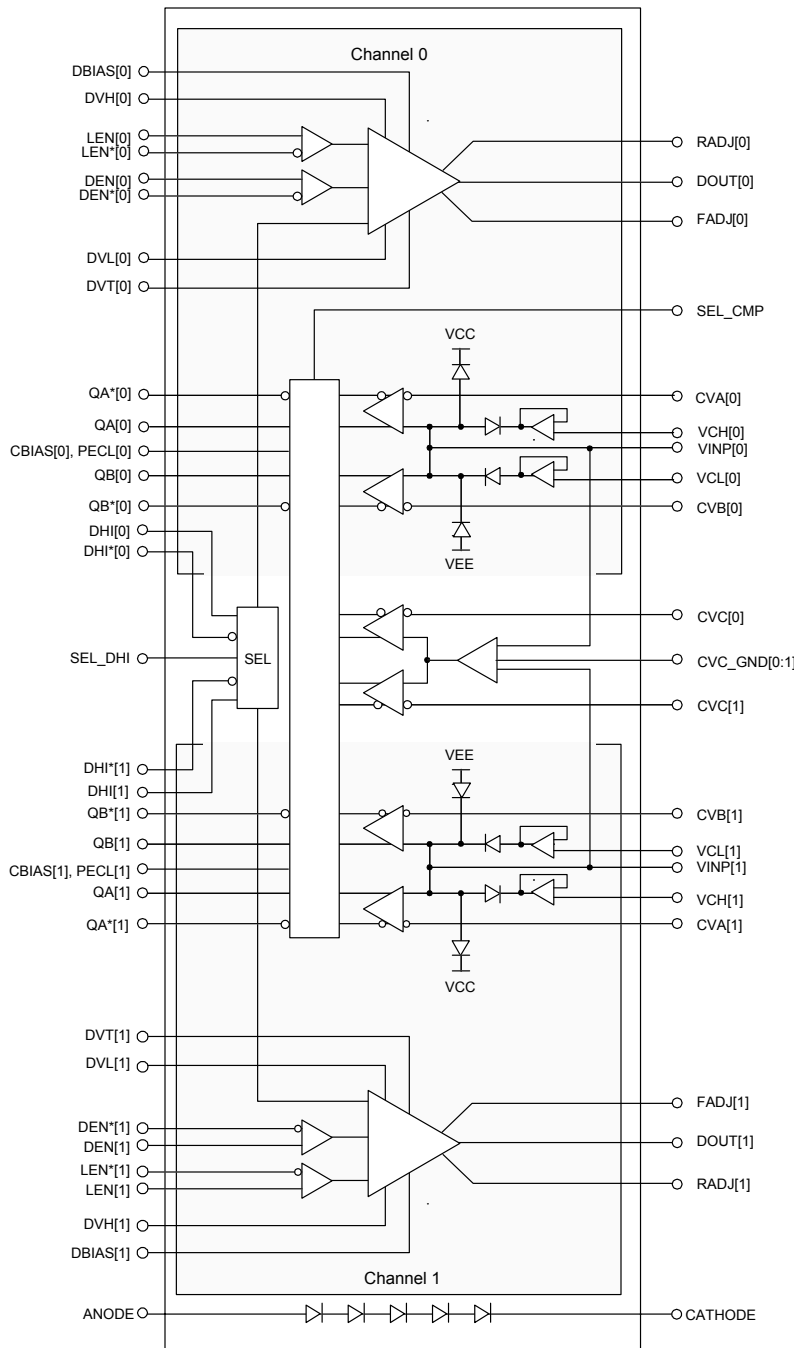 Channel 0
DBIAS[0]
DVH[0]
LEN[0]
LEN*[0]
DEN[0]
DEN*[0]
DVL[0]
DVT[0]
RADJ[0]
DOUT[0]
FADJ[0]
SEL_CMP
VCC
QA*[0]
QA[0]
CBIAS[0], PECL[0]
QB[0]
QB*[0]
DHI[0]
DHI*[0]
CVA[0]
VCH[0]
VINP[0]
VCL[0]
CVB[0]
VEE
SEL_DHI
SEL
CVC[0]
CVC_GND[0:1]
CVC[1]
DHI*[1]
DHI[1]
QB*[1]
QB[1]
CBIAS[1], PECL[1]
QA[1]
QA*[1]
VEE
CVB[1]
VCL[1]
VINP[1]
VCH[1]
CVA[1]
VCC
DVT[1]
DVL[1]
DEN*[1]
DEN[1]
LEN*[1]
LEN[1]
DVH[1]
DBIAS[1]
FADJ[1]
DOUT[1]
RADJ[1]
Channel 1
ANODE
CATHODE